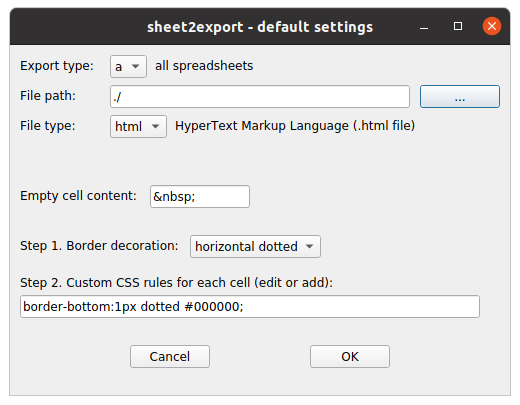 sheet2export - default settings
Export type: a all spreadsheets
File path: ./ ...
File type: html HyperText Markup Language (.html file)
Empty cell content: &nbsp;
Step 1. Border decoration: horizontal dotted
Step 2. Custom CSS rules for each cell (edit or add):
border-bottom:1px dotted #000000;
Cancel OK